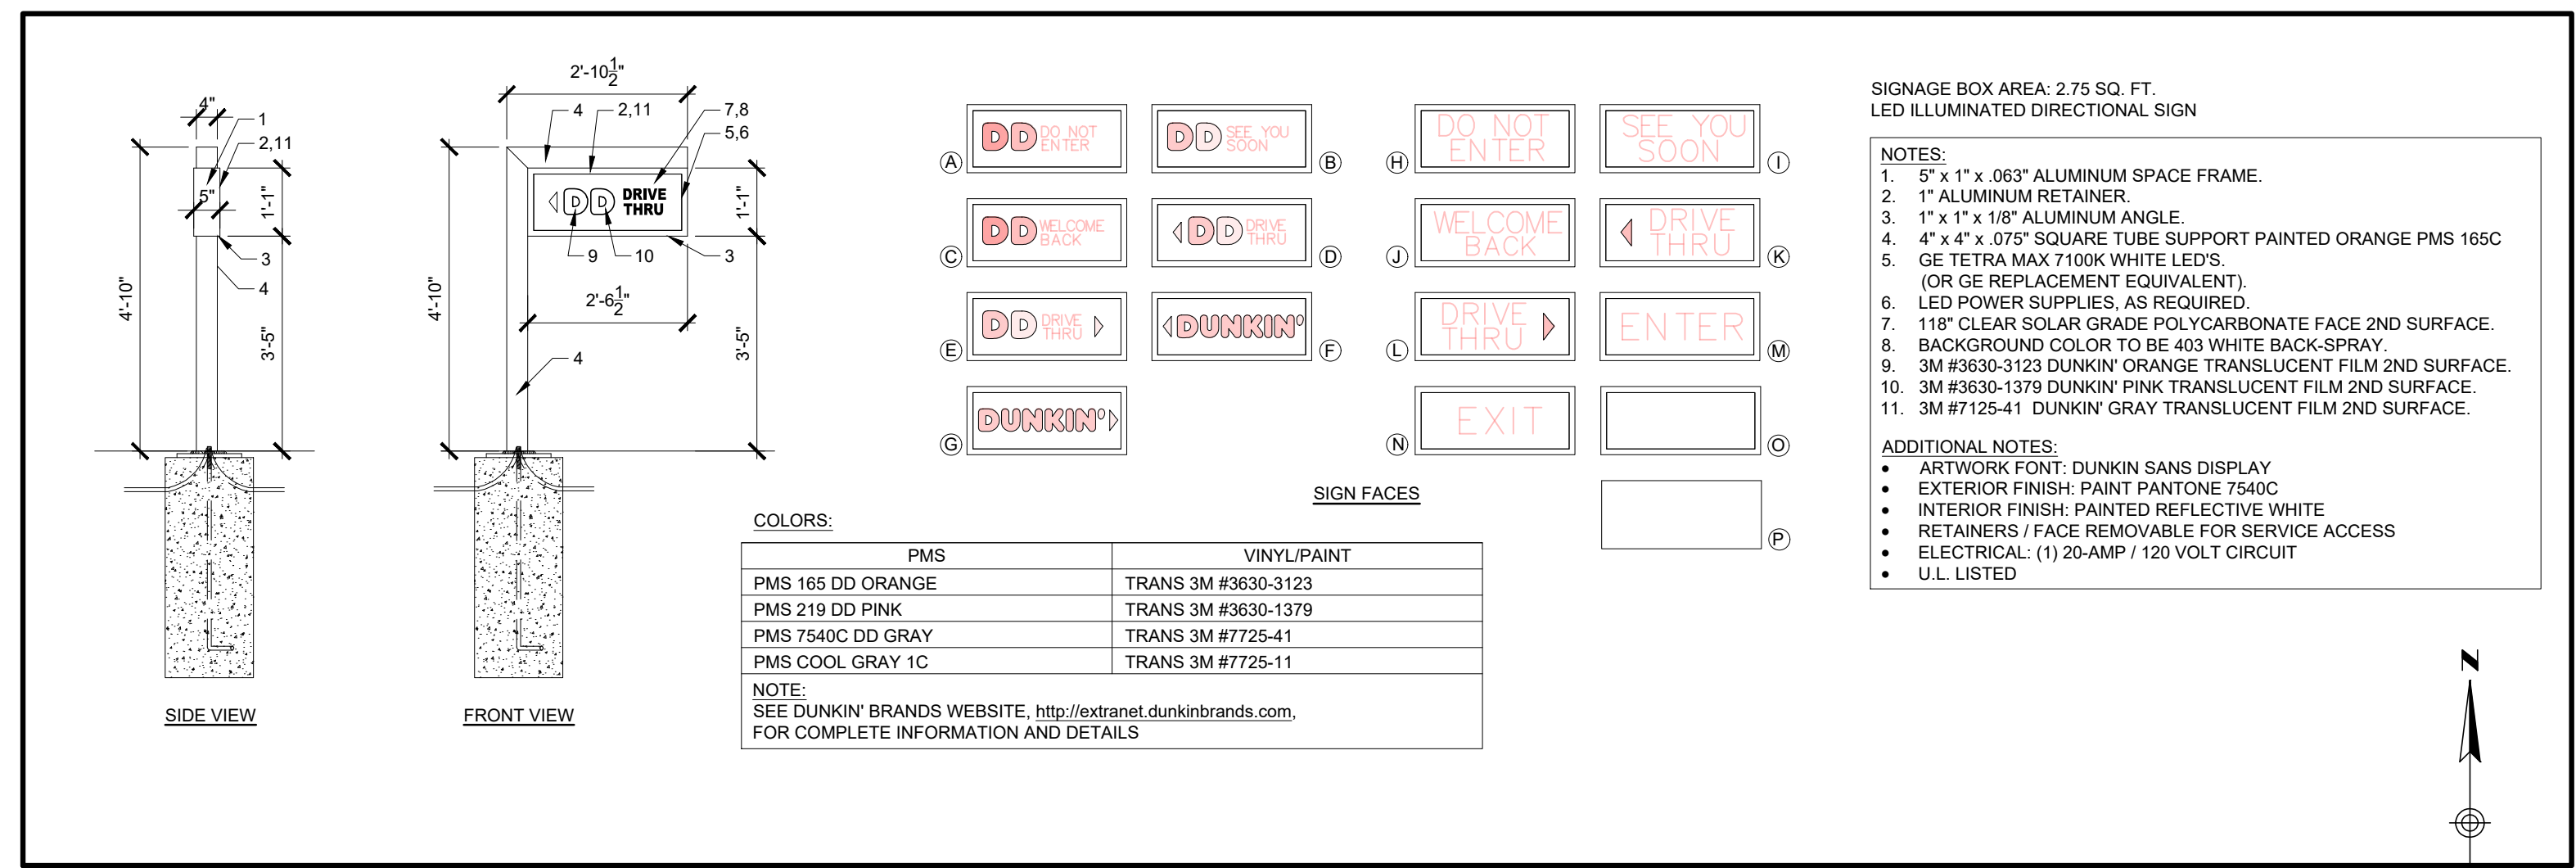 4"
1
2,11
5"
1'-1"
3
4
4'-10"
3'-5"
SIDE VIEW
2'-10 1/2"
4
2,11
7,8
5,6
DD DRIVE
THRU
9
10
3
1'-1"
2'-6 1/2"
4'-10"
3'-5"
4
FRONT VIEW
DD DO NOT
ENTER
A
DD SEE YOU
SOON
B
DD WELCOME
BACK
C
DD DRIVE
THRU
D
DD DRIVE
THRU
E
DUNKIN'
F
DUNKIN'
G
DO NOT
ENTER
H
SEE YOU
SOON
I
WELCOME
BACK
J
DRIVE
THRU
K
DRIVE
THRU
L
ENTER
M
EXIT
N
O
P
SIGN FACES
COLORS:
PMS VINYL/PAINT
PMS 165 DD ORANGE TRANS 3M #3630-3123
PMS 219 DD PINK TRANS 3M #3630-1379
PMS 7540C DD GRAY TRANS 3M #7725-41
PMS COOL GRAY 1C TRANS 3M #7725-11
NOTE:
SEE DUNKIN' BRANDS WEBSITE, http://extranet.dunkinbrands.com,
FOR COMPLETE INFORMATION AND DETAILS
SIGNAGE BOX AREA: 2.75 SQ. FT.
LED ILLUMINATED DIRECTIONAL SIGN
NOTES:
1. 5" x 1" x .063" ALUMINUM SPACE FRAME.
2. 1" ALUMINUM RETAINER.
3. 1" x 1" x 1/8" ALUMINUM ANGLE.
4. 4" x 4" x .075" SQUARE TUBE SUPPORT PAINTED ORANGE PMS 165C
5. GE TETRA MAX 7100K WHITE LED'S.
(OR GE REPLACEMENT EQUIVALENT).
6. LED POWER SUPPLIES, AS REQUIRED.
7. 118" CLEAR SOLAR GRADE POLYCARBONATE FACE 2ND SURFACE.
8. BACKGROUND COLOR TO BE 403 WHITE BACK-SPRAY.
9. 3M #3630-3123 DUNKIN' ORANGE TRANSLUCENT FILM 2ND SURFACE.
10. 3M #3630-1379 DUNKIN' PINK TRANSLUCENT FILM 2ND SURFACE.
11. 3M #7125-41 DUNKIN' GRAY TRANSLUCENT FILM 2ND SURFACE.
ADDITIONAL NOTES:
• ARTWORK FONT: DUNKIN SANS DISPLAY
• EXTERIOR FINISH: PAINT PANTONE 7540C
• INTERIOR FINISH: PAINTED REFLECTIVE WHITE
• RETAINERS / FACE REMOVABLE FOR SERVICE ACCESS
• ELECTRICAL: (1) 20-AMP / 120 VOLT CIRCUIT
• U.L. LISTED
N